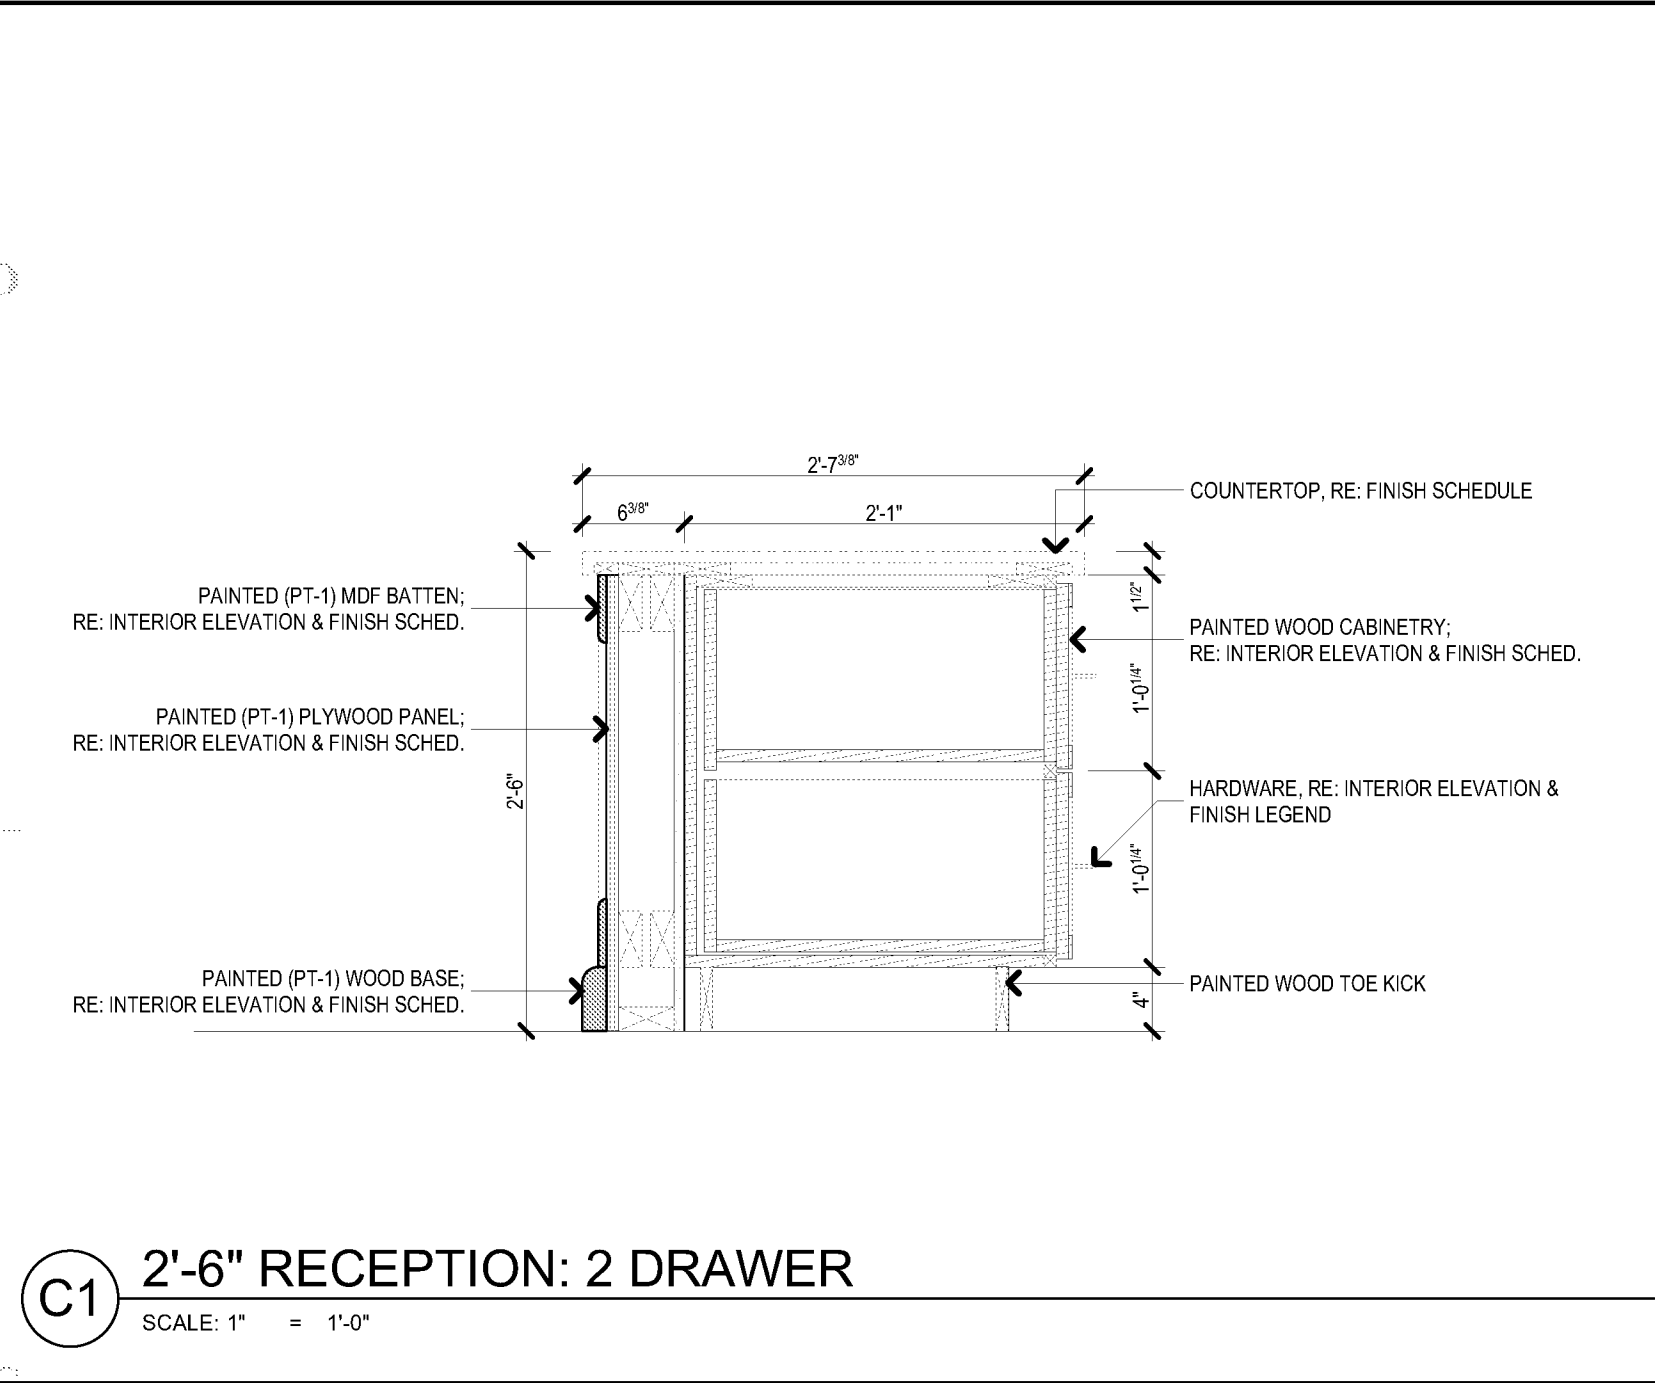 2'-7 3/8"
6 3/8"
2'-1"
COUNTERTOP, RE: FINISH SCHEDULE
PAINTED (PT-1) MDF BATTEN;
RE: INTERIOR ELEVATION & FINISH SCHED.
1 1/2"
PAINTED WOOD CABINETRY;
RE: INTERIOR ELEVATION & FINISH SCHED.
1'-0 1/4"
PAINTED (PT-1) PLYWOOD PANEL;
RE: INTERIOR ELEVATION & FINISH SCHED.
2'-6"
HARDWARE, RE: INTERIOR ELEVATION &
FINISH LEGEND
1'-0 1/4"
PAINTED (PT-1) WOOD BASE;
RE: INTERIOR ELEVATION & FINISH SCHED.
PAINTED WOOD TOE KICK
4"
C1
2'-6" RECEPTION: 2 DRAWER
SCALE: 1" = 1'-0"